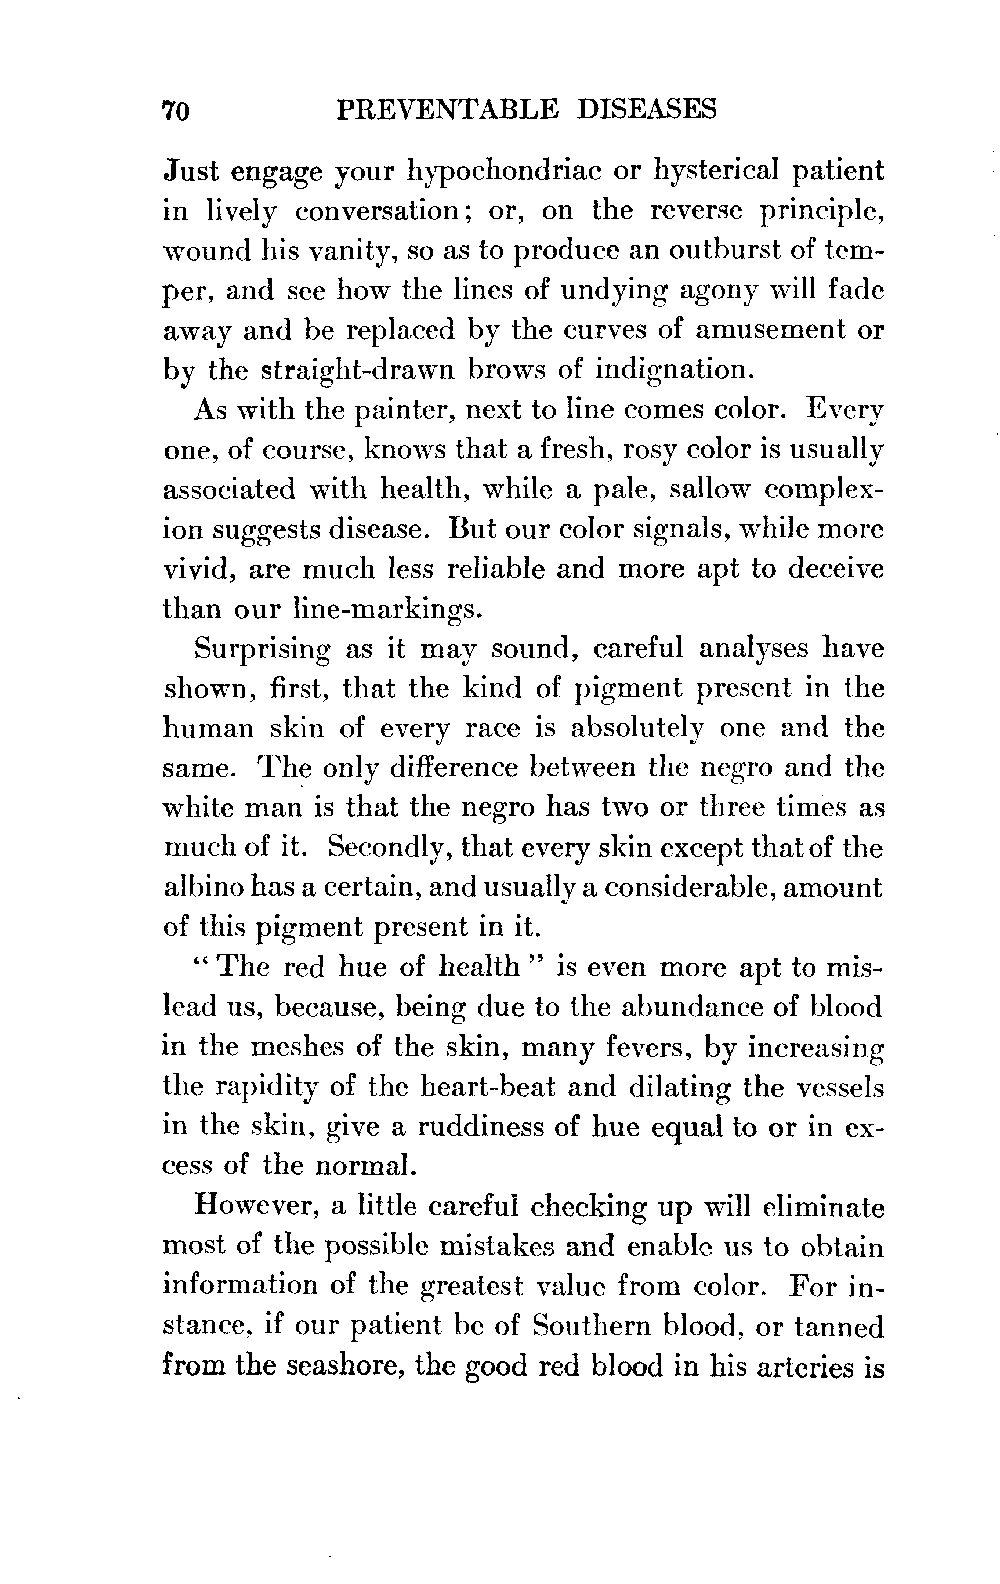 70 PREVENTABLE DISEASES
Just engage your hypochondriac or hysterical patient
in lively conversation; or, on the reverse principle,
wound his vanity, so as to produce an outburst of tem-
per, and see how the lines of undying agony will fade
away and be replaced by the curves of amusement or
by the straight-drawn brows of indignation.
As with the painter, next to line comes color. Every
one, of course, knows that a fresh, rosy color is usually
associated with health, while a pale, sallow complex-
ion suggests disease. But our color signals, while more
vivid, are much less reliable and more apt to deceive
than our line-markings.
Surprising as it may sound, careful analyses have
shown, first, that the kind of pigment present in the
human skin of every race is absolutely one and the
same. The only difference between the negro and the
white man is that the negro has two or three times as
much of it. Secondly, that every skin except that of the
albino has a certain, and usually a considerable, amount
of this pigment present in it.
" The red hue of health " is even more apt to mis-
lead us, because, being due to the abundance of blood
in the meshes of the skin, many fevers, by increasing
the rapidity of the heart-beat and dilating the vessels
in the skin, give a ruddiness of hue equal to or in ex-
cess of the normal.
However, a little careful checking up will eliminate
most of the possible mistakes and enable us to obtain
information of the greatest value from color. For in-
stance, if our patient be of Southern blood, or tanned
from the seashore, the good red blood in his arteries is